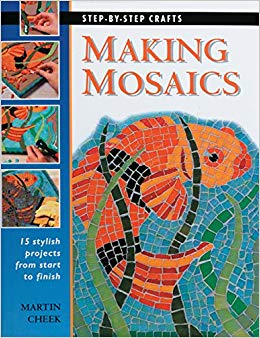 STEP-BY-STEP CRAFTS
MAKING
MOSAICS
15 stylish
projects
from start
to finish
MARTIN
CHEEK